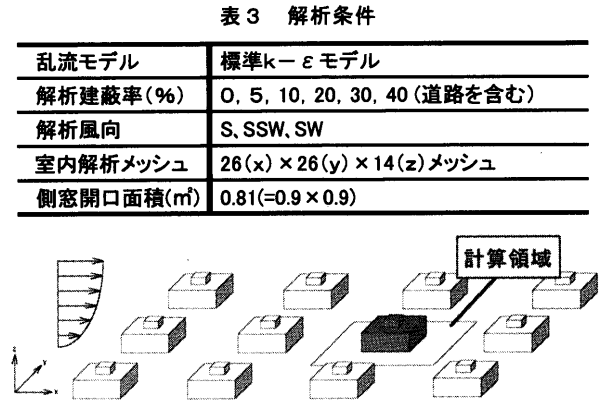 表3 解析条件
乱流モデル 標準k－εモデル
解析建蔽率(%) 0, 5, 10, 20, 30, 40 (道路を含む)
解析風向 S、SSW、SW
室内解析メッシュ 26(x)×26(y)×14(z)メッシュ
側窓開口面積(㎡) 0.81(=0.9×0.9)
計算領域
z
y
x